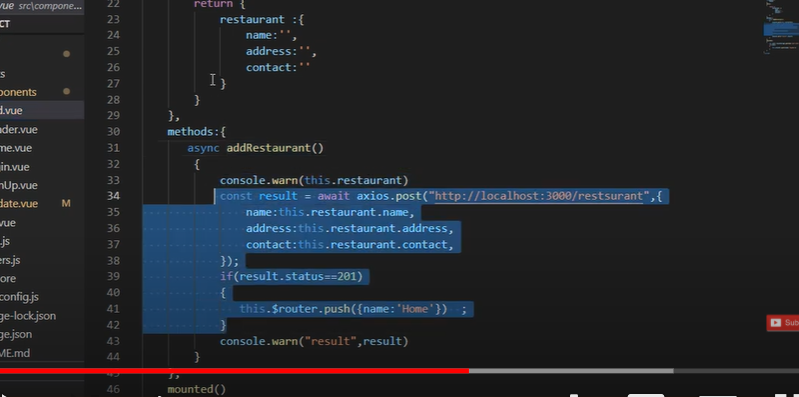 vue src\compone...
CT
s
ponents
d.vue
ader.vue
me.vue
gin.vue
nUp.vue
date.vue M
vue
.js
ers.js
ore
config.js
ge-lock.json
ge.json
ME.md
22 return {
23 restaurant :{
24 name:'',
25 address:'',
26 contact:''
27 }
28 }
29 },
30 methods:{
31 async addRestaurant()
32 {
33 console.warn(this.restaurant)
34 const result = await axios.post("http://localhost:3000/restsurant",{
35 name:this.restaurant.name,
36 address:this.restaurant.address,
37 contact:this.restaurant.contact,
38 });
39 if(result.status==201)
40 {
41 this.$router.push({name:'Home'}) ;
42 }
43 console.warn("result",result)
44 }
45 },
46 mounted()
Sub